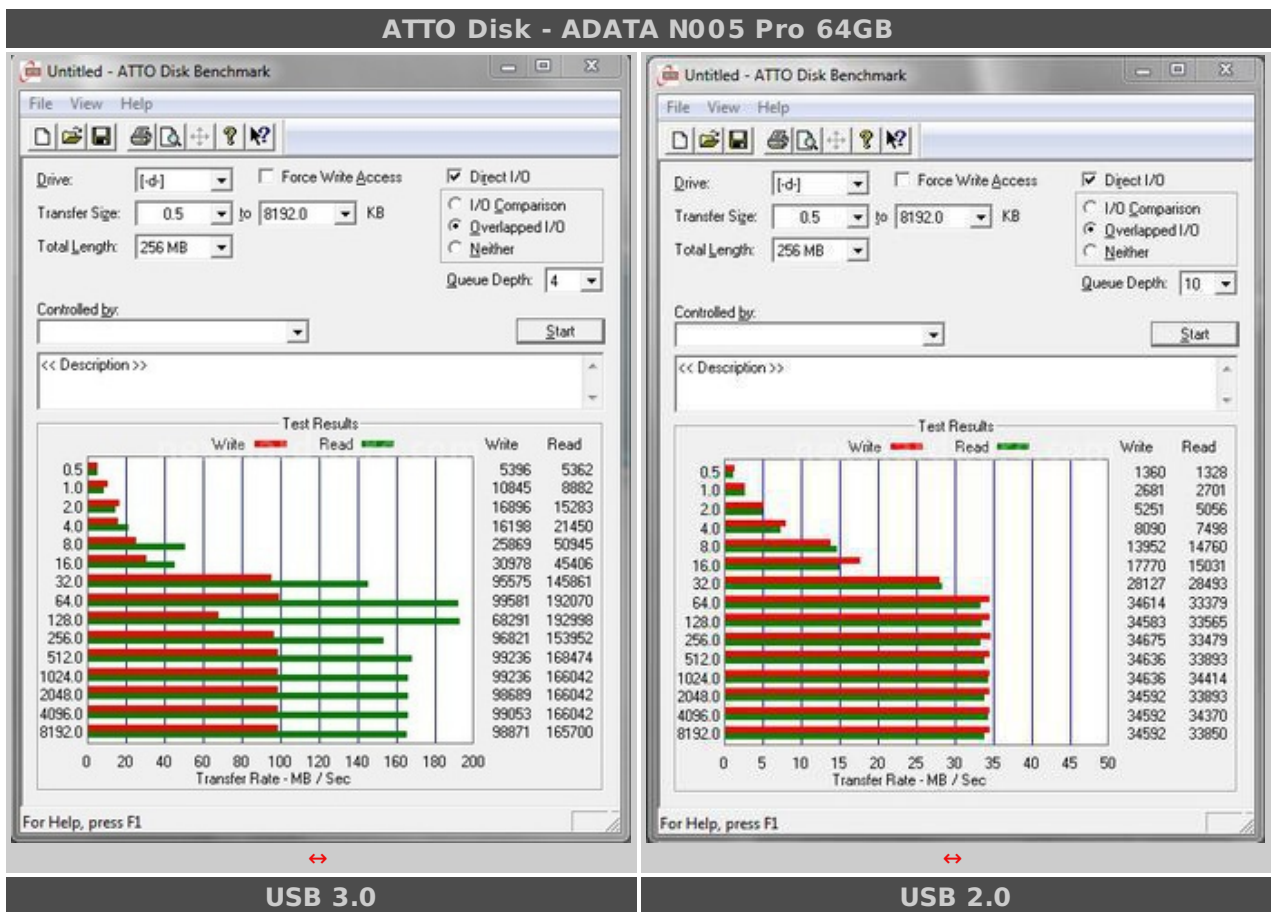 ATTO Disk - ADATA N005 Pro 64GB
Untitled - ATTO Disk Benchmark
File View Help
Drive: [-d-] Force Write Access Direct I/O
Transfer Size: 0.5 to 8192.0 KB I/O Comparison
Total Length: 256 MB Overlapped I/O
Neither
Queue Depth: 4
Controlled by:
Start
<< Description >>
Test Results
Write Read Write Read
0.5 5396 5362
1.0 10845 8882
2.0 16896 15283
4.0 16198 21450
8.0 25869 50945
16.0 30978 45406
32.0 95575 145861
64.0 99581 192070
128.0 68291 192998
256.0 96821 153952
512.0 99236 168474
1024.0 99236 166042
2048.0 98689 166042
4096.0 99053 166042
8192.0 98871 165700
0 20 40 60 80 100 120 140 160 180 200
Transfer Rate - MB / Sec
For Help, press F1
USB 3.0
Untitled - ATTO Disk Benchmark
File View Help
Drive: [-d-] Force Write Access Direct I/O
Transfer Size: 0.5 to 8192.0 KB I/O Comparison
Total Length: 256 MB Overlapped I/O
Neither
Queue Depth: 10
Controlled by:
Start
<< Description >>
Test Results
Write Read Write Read
0.5 1360 1328
1.0 2681 2701
2.0 5251 5056
4.0 8090 7498
8.0 13952 14760
16.0 17770 15031
32.0 28127 28493
64.0 34614 33379
128.0 34583 33565
256.0 34675 33479
512.0 34636 33893
1024.0 34636 34414
2048.0 34592 33893
4096.0 34592 34370
8192.0 34592 33850
0 5 10 15 20 25 30 35 40 45 50
Transfer Rate - MB / Sec
For Help, press F1
USB 2.0